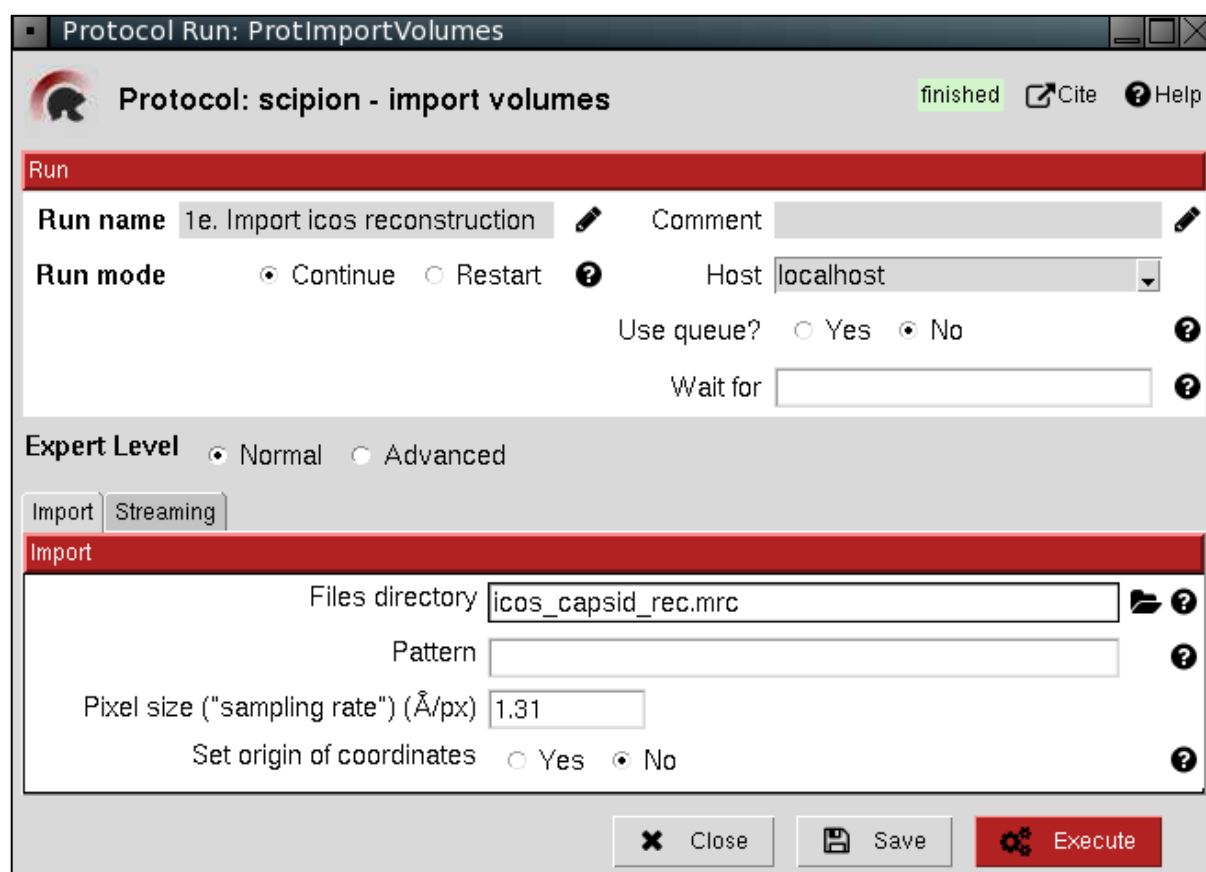 Protocol Run: ProtImportVolumes
Protocol: scipion - import volumes
finished
Cite
Help
Run
Run name 1e. Import icos reconstruction
Comment
Run mode Continue Restart
Host localhost
Use queue? Yes No
Wait for
Expert Level Normal Advanced
Import Streaming
Import
Files directory icos_capsid_rec.mrc
Pattern
Pixel size ("sampling rate") (Å/px) 1.31
Set origin of coordinates Yes No
Close Save Execute